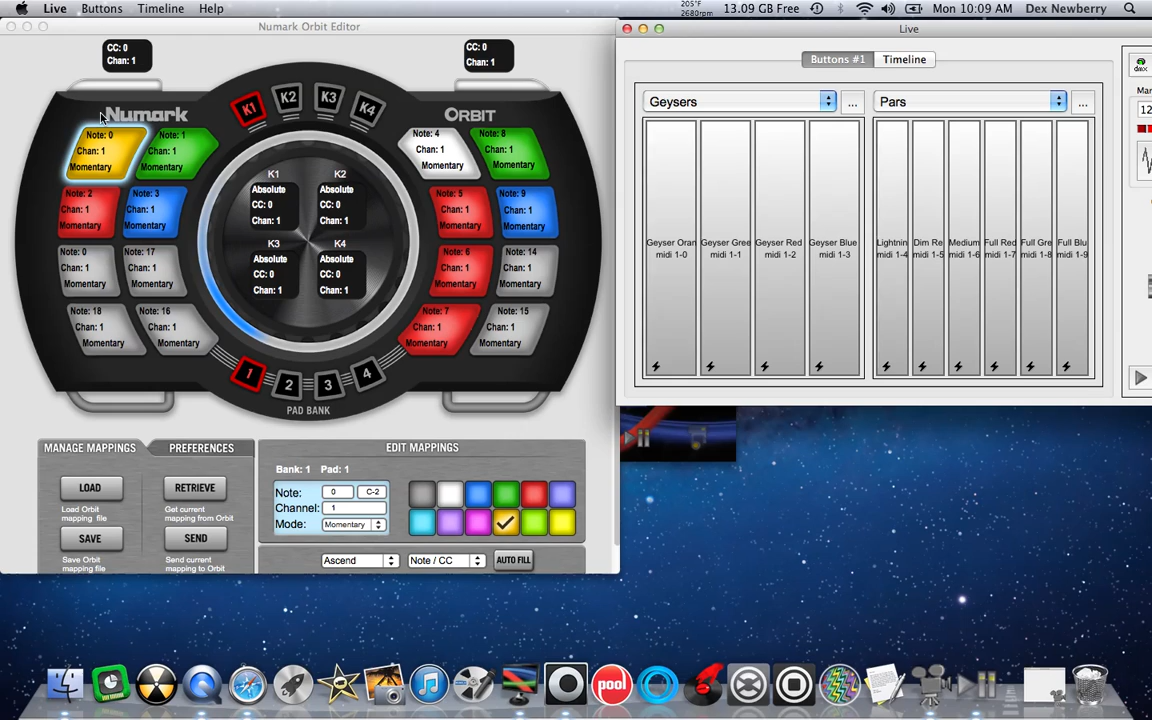 Live Buttons Timeline Help
205°F
2680rpm
13.09 GB Free
Mon 10:09 AM
Dex Newberry
Numark Orbit Editor
CC: 0
Chan: 1
CC: 0
Chan: 1
Numark
ORBIT
K1
K2
K3
K4
Note: 0
Chan: 1
Momentary
Note: 1
Chan: 1
Momentary
Note: 4
Chan: 1
Momentary
Note: 8
Chan: 1
Momentary
Note: 2
Chan: 1
Momentary
Note: 3
Chan: 1
Momentary
K1
Absolute
CC: 0
Chan: 1
K2
Absolute
CC: 0
Chan: 1
Note: 5
Chan: 1
Momentary
Note: 9
Chan: 1
Momentary
Note: 0
Chan: 1
Momentary
Note: 17
Chan: 1
Momentary
K3
Absolute
CC: 0
Chan: 1
K4
Absolute
CC: 0
Chan: 1
Note: 6
Chan: 1
Momentary
Note: 14
Chan: 1
Momentary
Note: 18
Chan: 1
Momentary
Note: 16
Chan: 1
Momentary
Note: 7
Chan: 1
Momentary
Note: 15
Chan: 1
Momentary
1
2
3
4
PAD BANK
MANAGE MAPPINGS
PREFERENCES
LOAD
Load Orbit
mapping file
RETRIEVE
Get current
mapping from Orbit
SAVE
Save Orbit
mapping file
SEND
Send current
mapping to Orbit
EDIT MAPPINGS
Bank: 1 Pad: 1
Note: 0 C-2
Channel: 1
Mode: Momentary
Ascend
Note / CC
AUTO FILL
Live
Buttons #1
Timeline
Geysers
...
Pars
...
Geyser Oran
midi 1-0
Geyser Gree
midi 1-1
Geyser Red
midi 1-2
Geyser Blue
midi 1-3
Lightnin
midi 1-4
Dim Re
midi 1-5
Medium
midi 1-6
Full Red
midi 1-7
Full Gre
midi 1-8
Full Blu
midi 1-9
dmx
Mar
12
pool